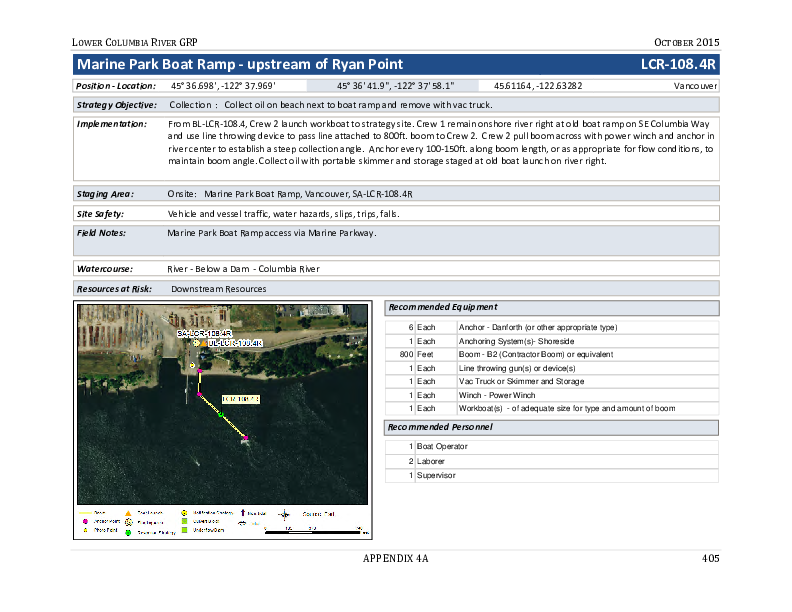 LOWER COLUMBIA RIVER GRP OCTOBER 2015
Marine Park Boat Ramp - upstream of Ryan Point LCR-108.4R
Position - Location: 45° 36.698', -122° 37.969' 45° 36' 41.9", -122° 37' 58.1" 45.61164, -122.63282 Vancouver
Strategy Objective: Collection : Collect oil on beach next to boat ramp and remove with vac truck.
Implementation: From BL-LCR-108.4, Crew 2 launch workboat to strategy site. Crew 1 remain onshore river right at old boat ramp on SE Columbia Way
and use line throwing device to pass line attached to 800ft. boom to Crew 2. Crew 2 pull boom across with power winch and anchor in
river center to establish a steep collection angle. Anchor every 100-150ft. along boom length, or as appropriate for flow conditions, to
maintain boom angle. Collect oil with portable skimmer and storage staged at old boat launch on river right.
Staging Area: Onsite: Marine Park Boat Ramp, Vancouver, SA-LCR-108.4R
Site Safety: Vehicle and vessel traffic, water hazards, slips, trips, falls.
Field Notes: Marine Park Boat Ramp access via Marine Parkway.
Watercourse: River - Below a Dam - Columbia River
Resources at Risk: Downstream Resources
SA-LCR-108.4R
BL-LCR-108.4R
LCR-108.4R
Recommended Equipment
6 Each Anchor - Danforth (or other appropriate type)
1 Each Anchoring System(s)- Shoreside
800 Feet Boom - B2 (Contractor Boom) or equivalent
1 Each Line throwing gun(s) or device(s)
1 Each Vac Truck or Skimmer and Storage
1 Each Winch - Power Winch
1 Each Workboat(s) - of adequate size for type and amount of boom
Recommended Personnel
1 Boat Operator
2 Laborer
1 Supervisor
APPENDIX 4A 405